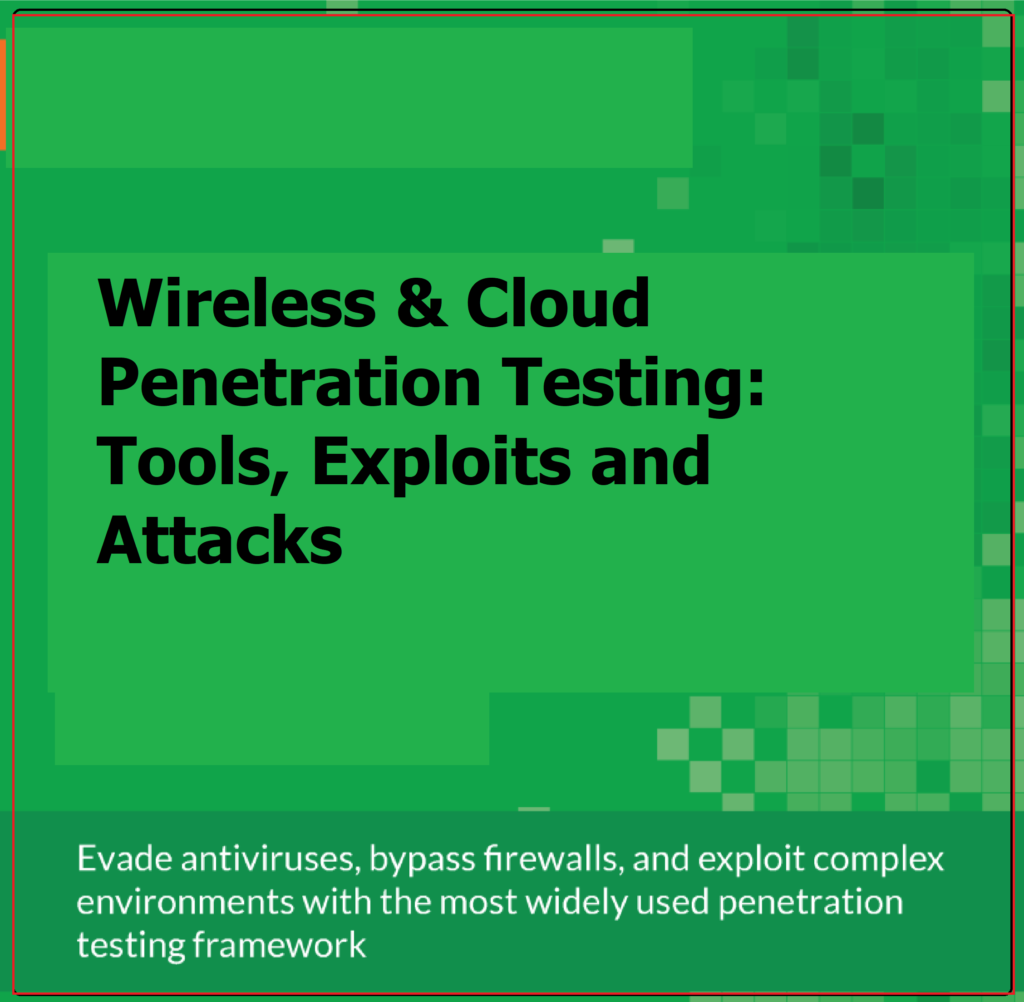 Wireless & Cloud
Penetration Testing:
Tools, Exploits and
Attacks
Evade antiviruses, bypass firewalls, and exploit complex
environments with the most widely used penetration
testing framework